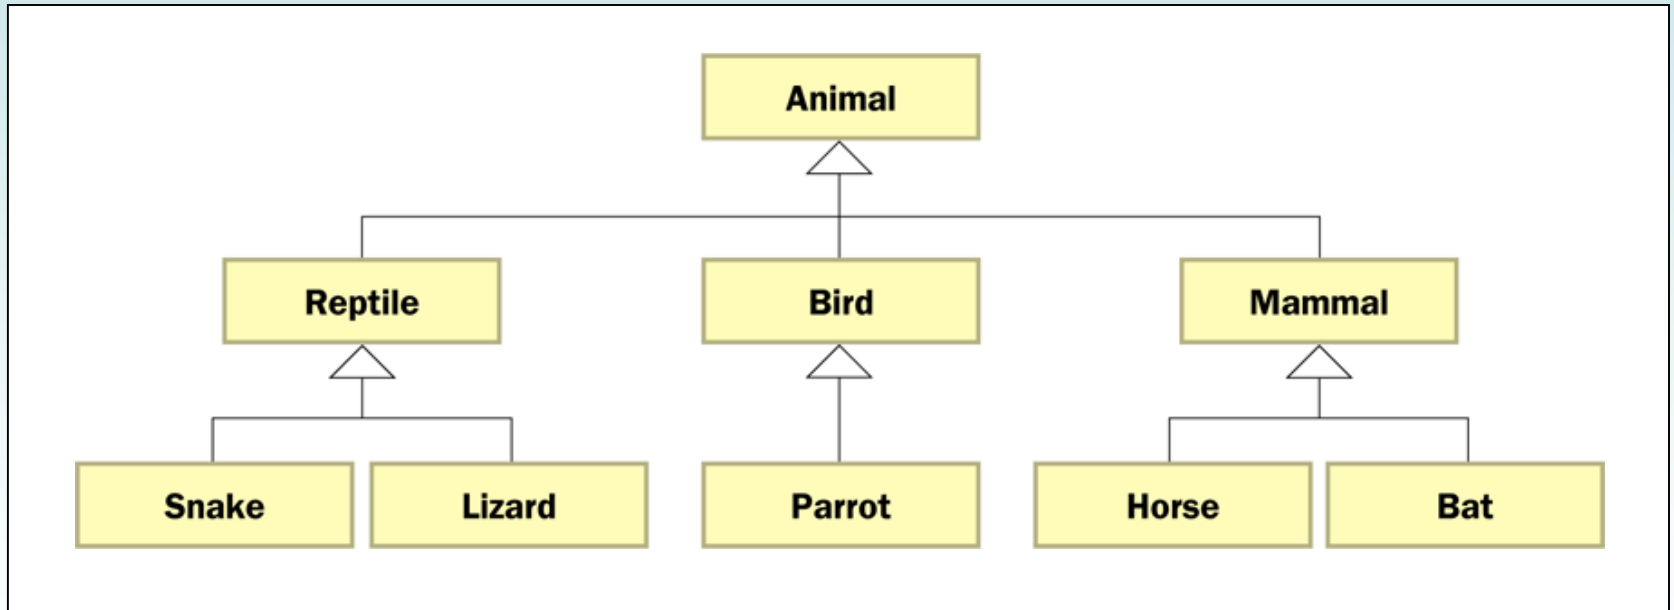 Animal
Reptile
Bird
Mammal
Snake
Lizard
Parrot
Horse
Bat